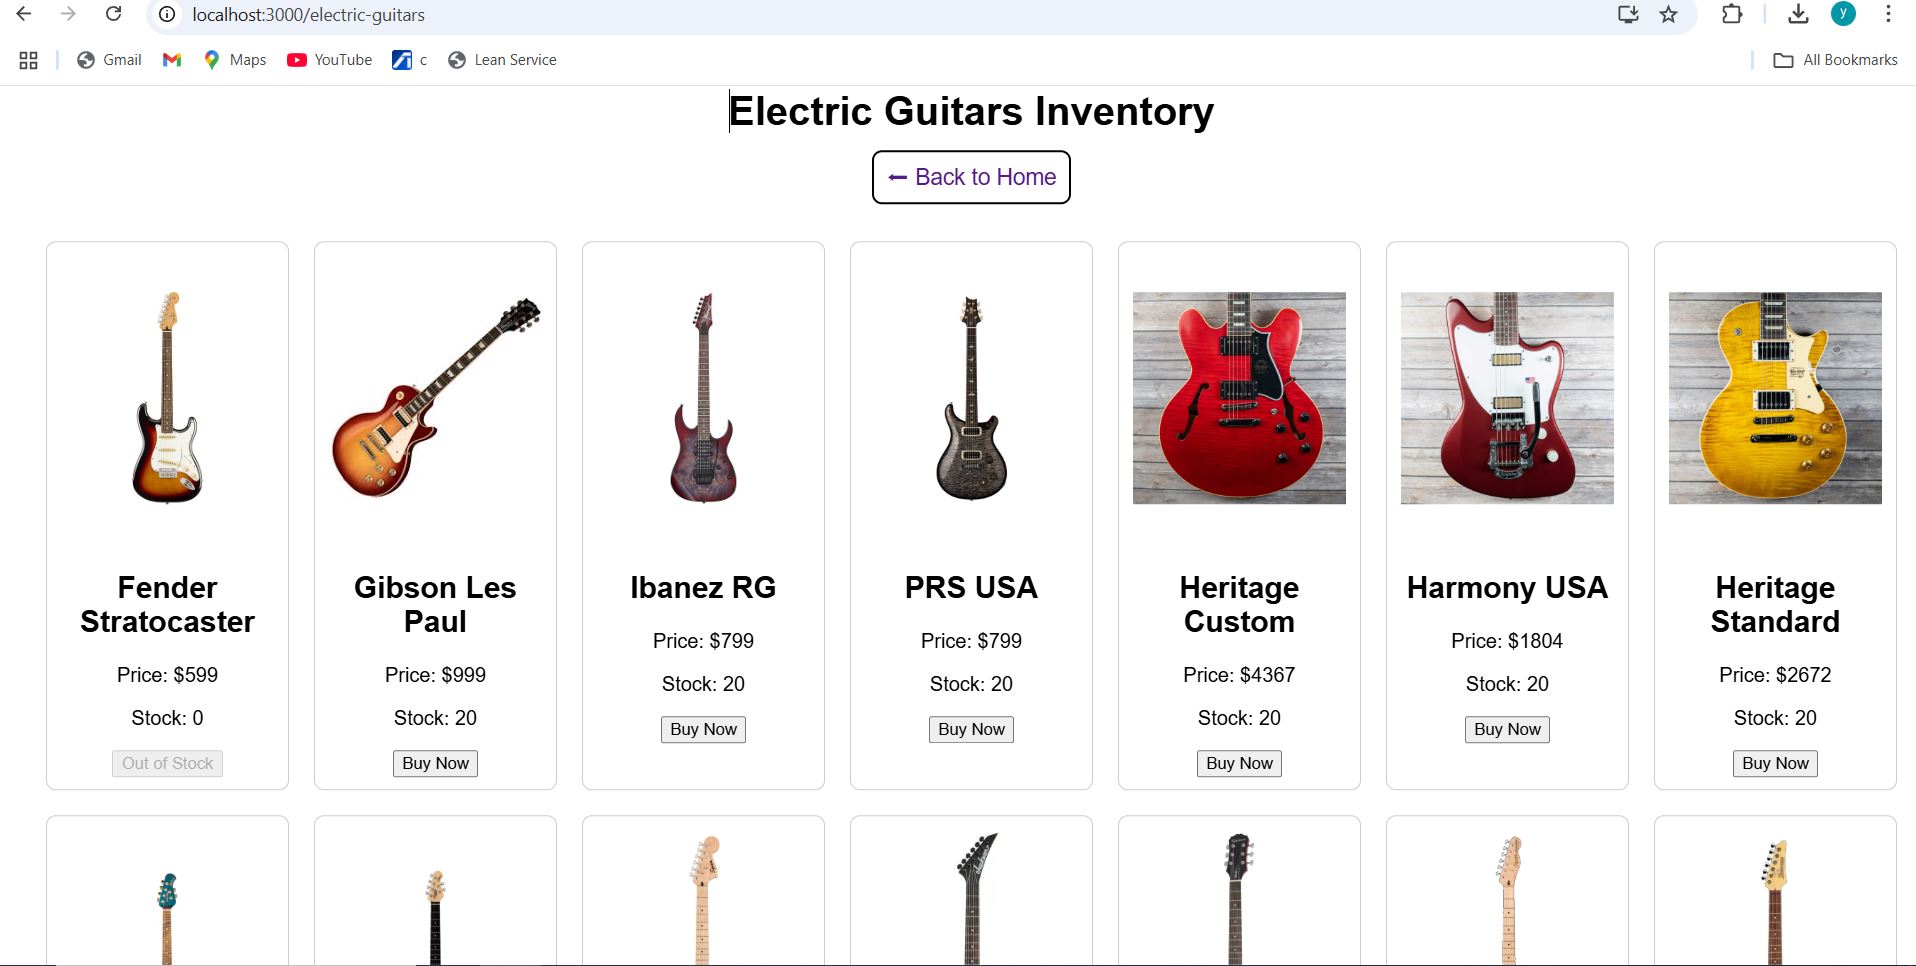 localhost:3000/electric-guitars
y
Gmail
Maps
YouTube
c
Lean Service
All Bookmarks
Electric Guitars Inventory
← Back to Home
Fender Stratocaster
Price: $599
Stock: 0
Out of Stock
Gibson Les Paul
Price: $999
Stock: 20
Buy Now
Ibanez RG
Price: $799
Stock: 20
Buy Now
PRS USA
Price: $799
Stock: 20
Buy Now
Heritage Custom
Price: $4367
Stock: 20
Buy Now
Harmony USA
Price: $1804
Stock: 20
Buy Now
Heritage Standard
Price: $2672
Stock: 20
Buy Now